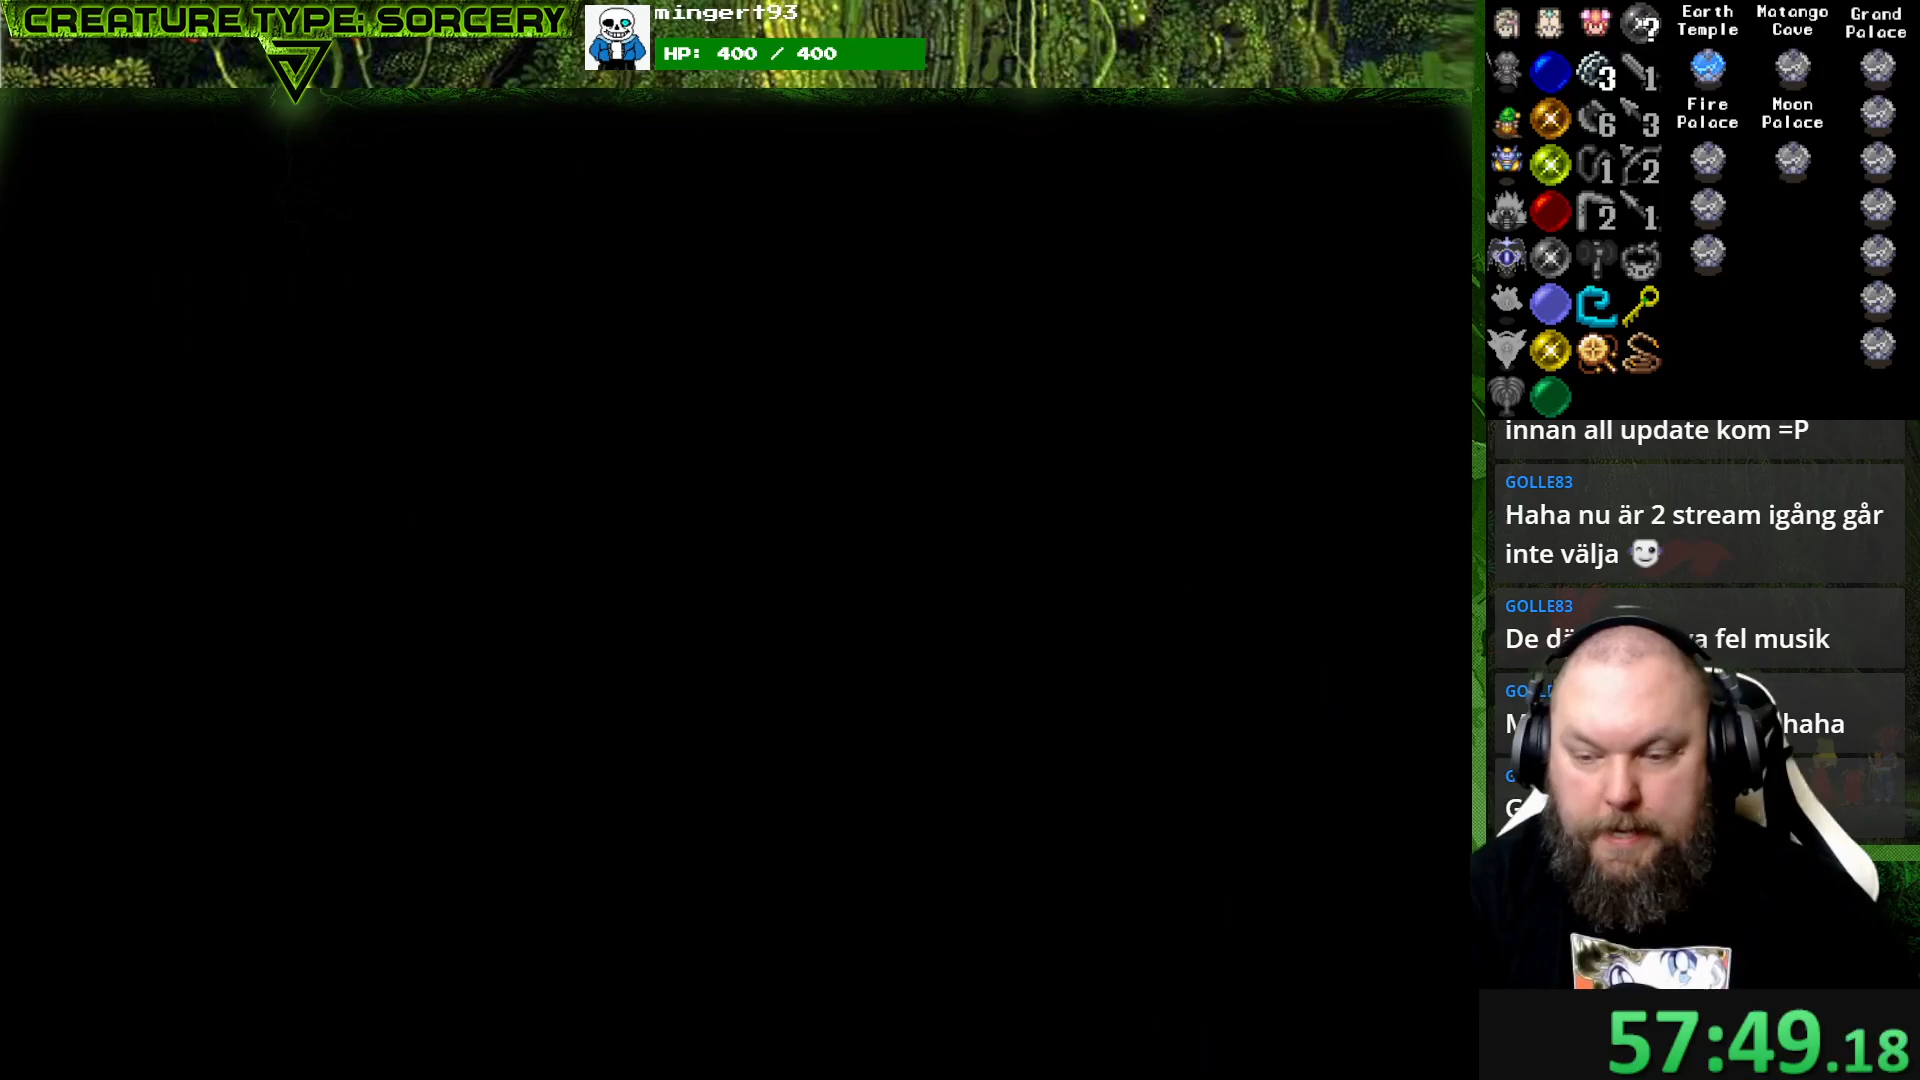 CREATURE TYPE: SORCERY
mingert93
HP: 400 / 400
?
Earth Temple
Matango Cave
Grand Palace
3
1
Fire Palace
Moon Palace
6
3
1
2
2
1
innan all update kom =P
GOLLE83
Haha nu är 2 stream igång går
inte välja
GOLLE83
fel musik
haha
57:49.18